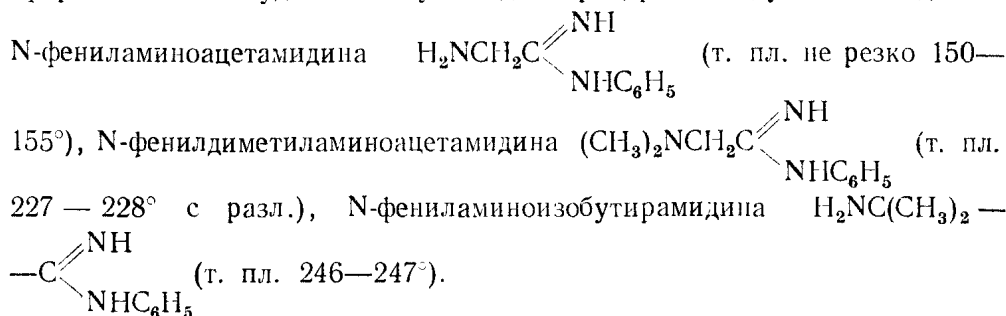 N-фениламиноацетамидина H₂NCH₂C(=NH)NHC₆H₅ (т. пл. не резко 150—
155°), N-фенилдиметиламиноацетамидина (CH₃)₂NCH₂C(=NH)NHC₆H₅ (т. пл.
227 — 228° с разл.), N-фениламиноизобутирамидина H₂NC(CH₃)₂ —
—C(=NH)NHC₆H₅ (т. пл. 246—247°).